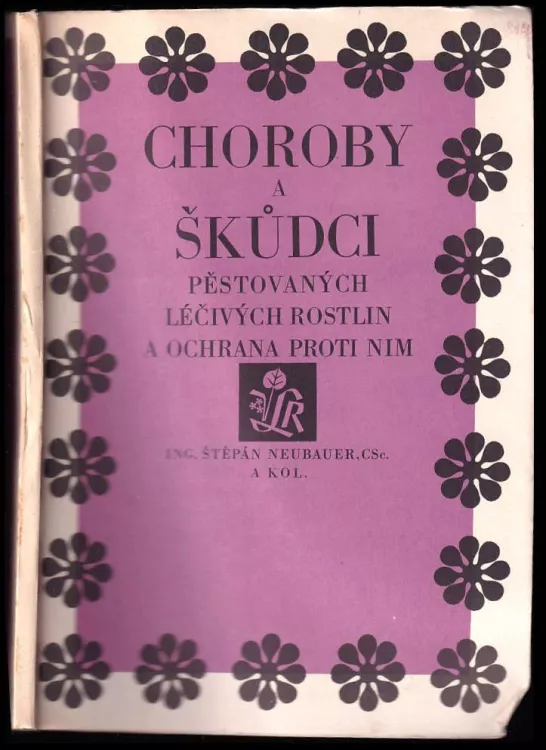 CHOROBY
A
ŠKŮDCI
PĚSTOVANÝCH
LÉČIVÝCH ROSTLIN
A OCHRANA PROTI NIM
LR
ING. ŠTĚPÁN NEUBAUER, CSc.
A KOL.